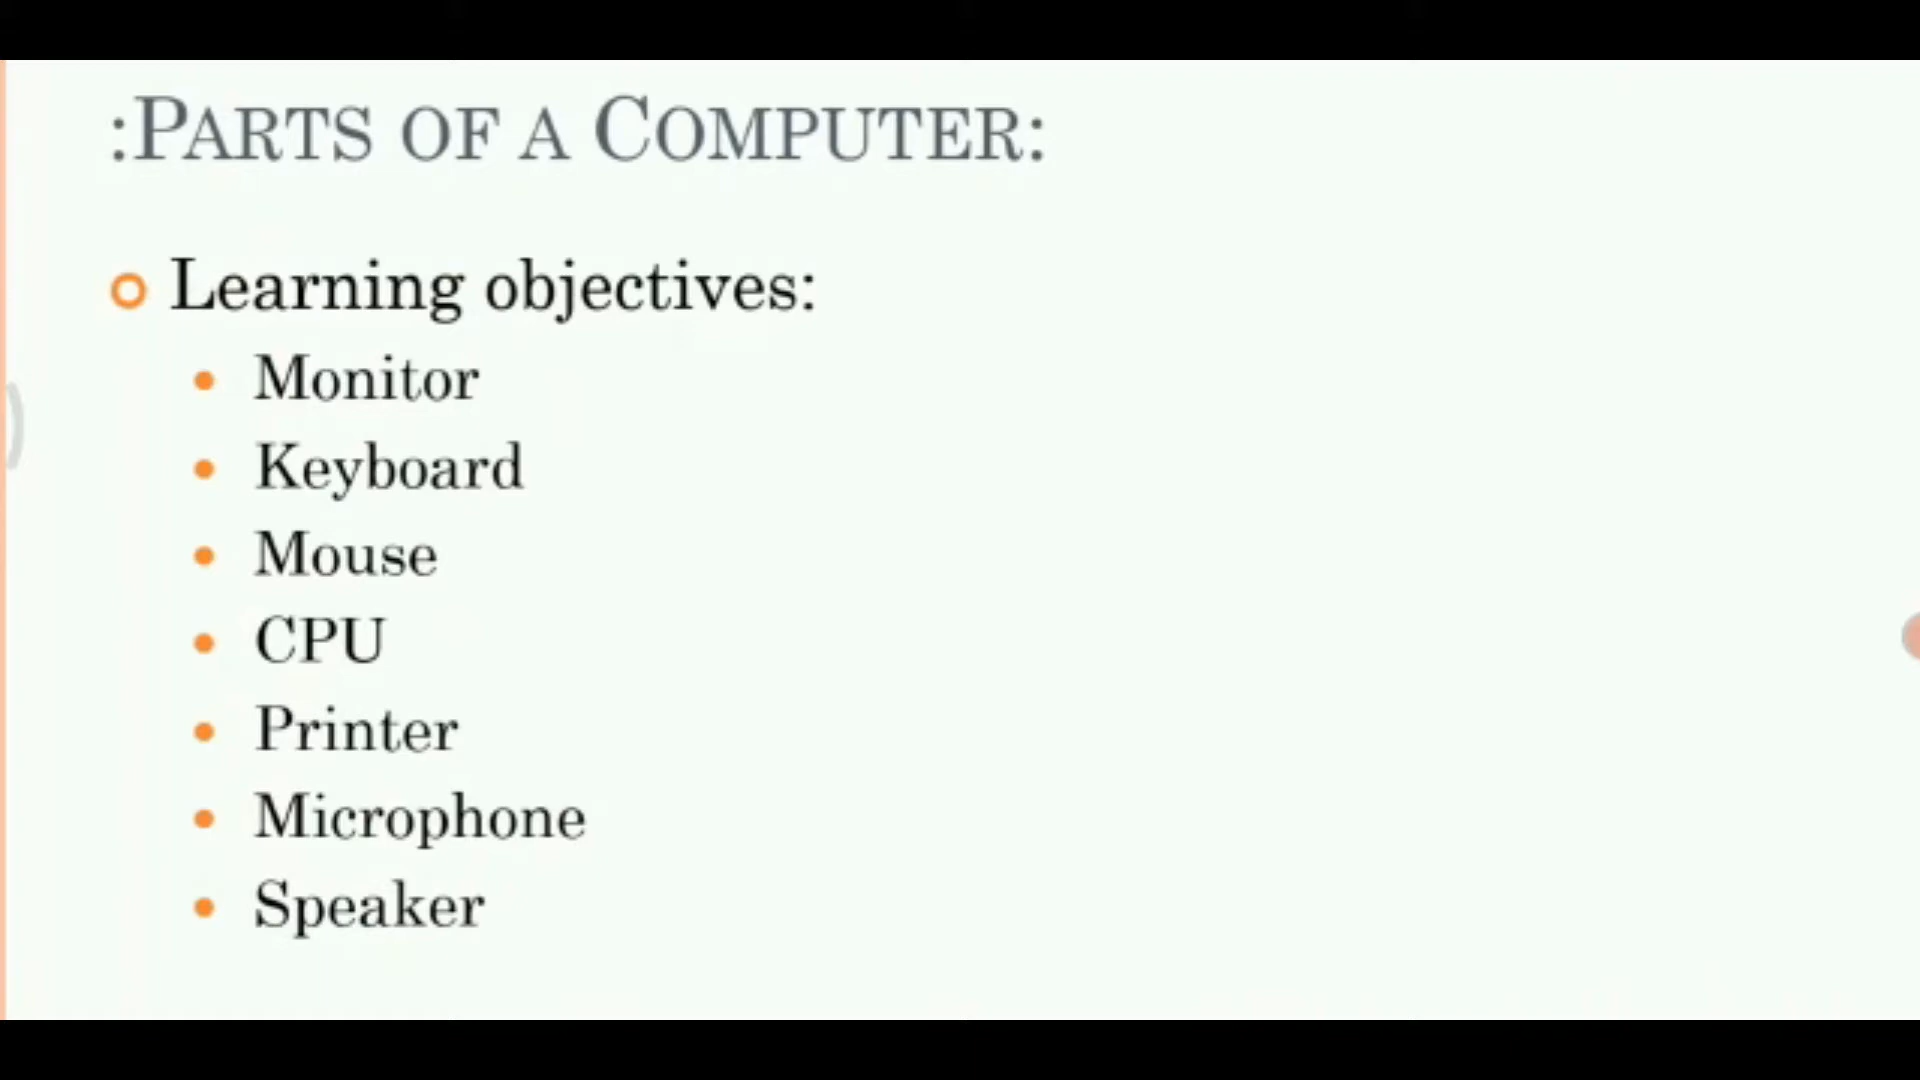 :PARTS OF A COMPUTER:
Learning objectives:
Monitor
Keyboard
Mouse
CPU
Printer
Microphone
Speaker